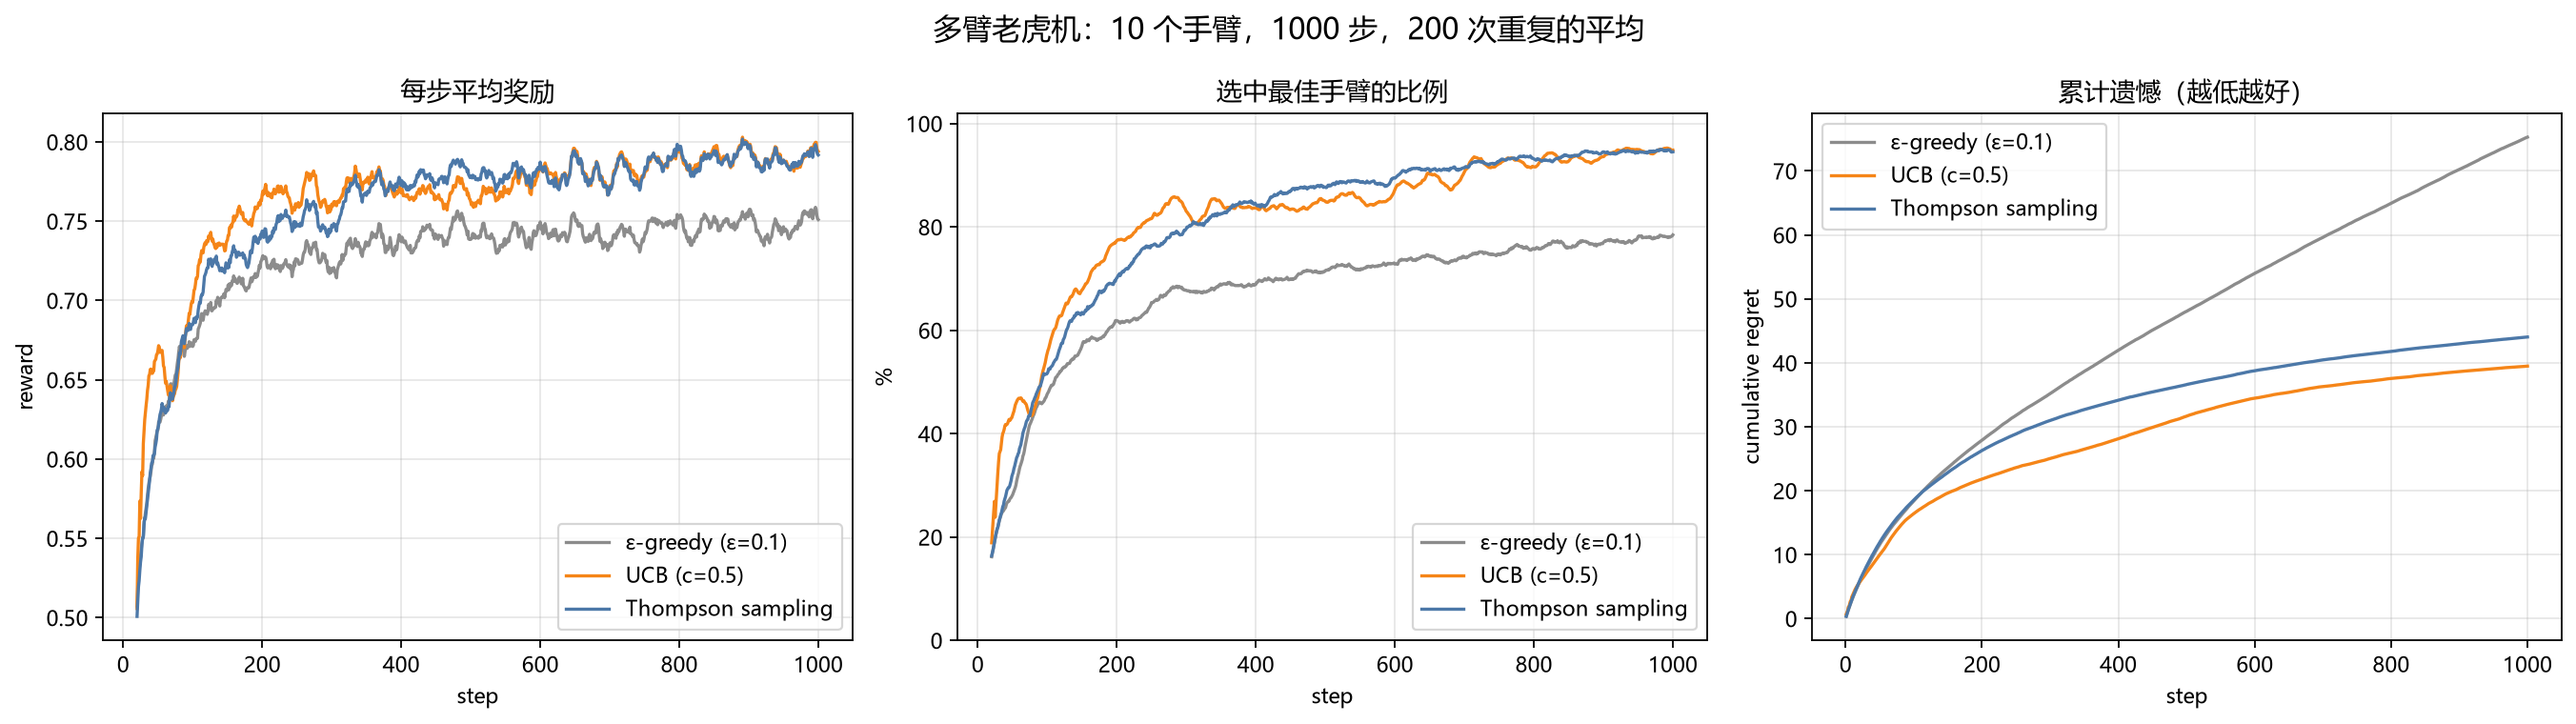 多臂老虎机：10 个手臂，1000 步，200 次重复的平均
每步平均奖励
reward
0.80
0.75
0.70
0.65
0.60
0.55
0.50
ε-greedy (ε=0.1)
UCB (c=0.5)
Thompson sampling
0 200 400 600 800 1000
step
选中最佳手臂的比例
%
100
80
60
40
20
0
ε-greedy (ε=0.1)
UCB (c=0.5)
Thompson sampling
0 200 400 600 800 1000
step
累计遗憾（越低越好）
cumulative regret
70
60
50
40
30
20
10
0
ε-greedy (ε=0.1)
UCB (c=0.5)
Thompson sampling
0 200 400 600 800 1000
step